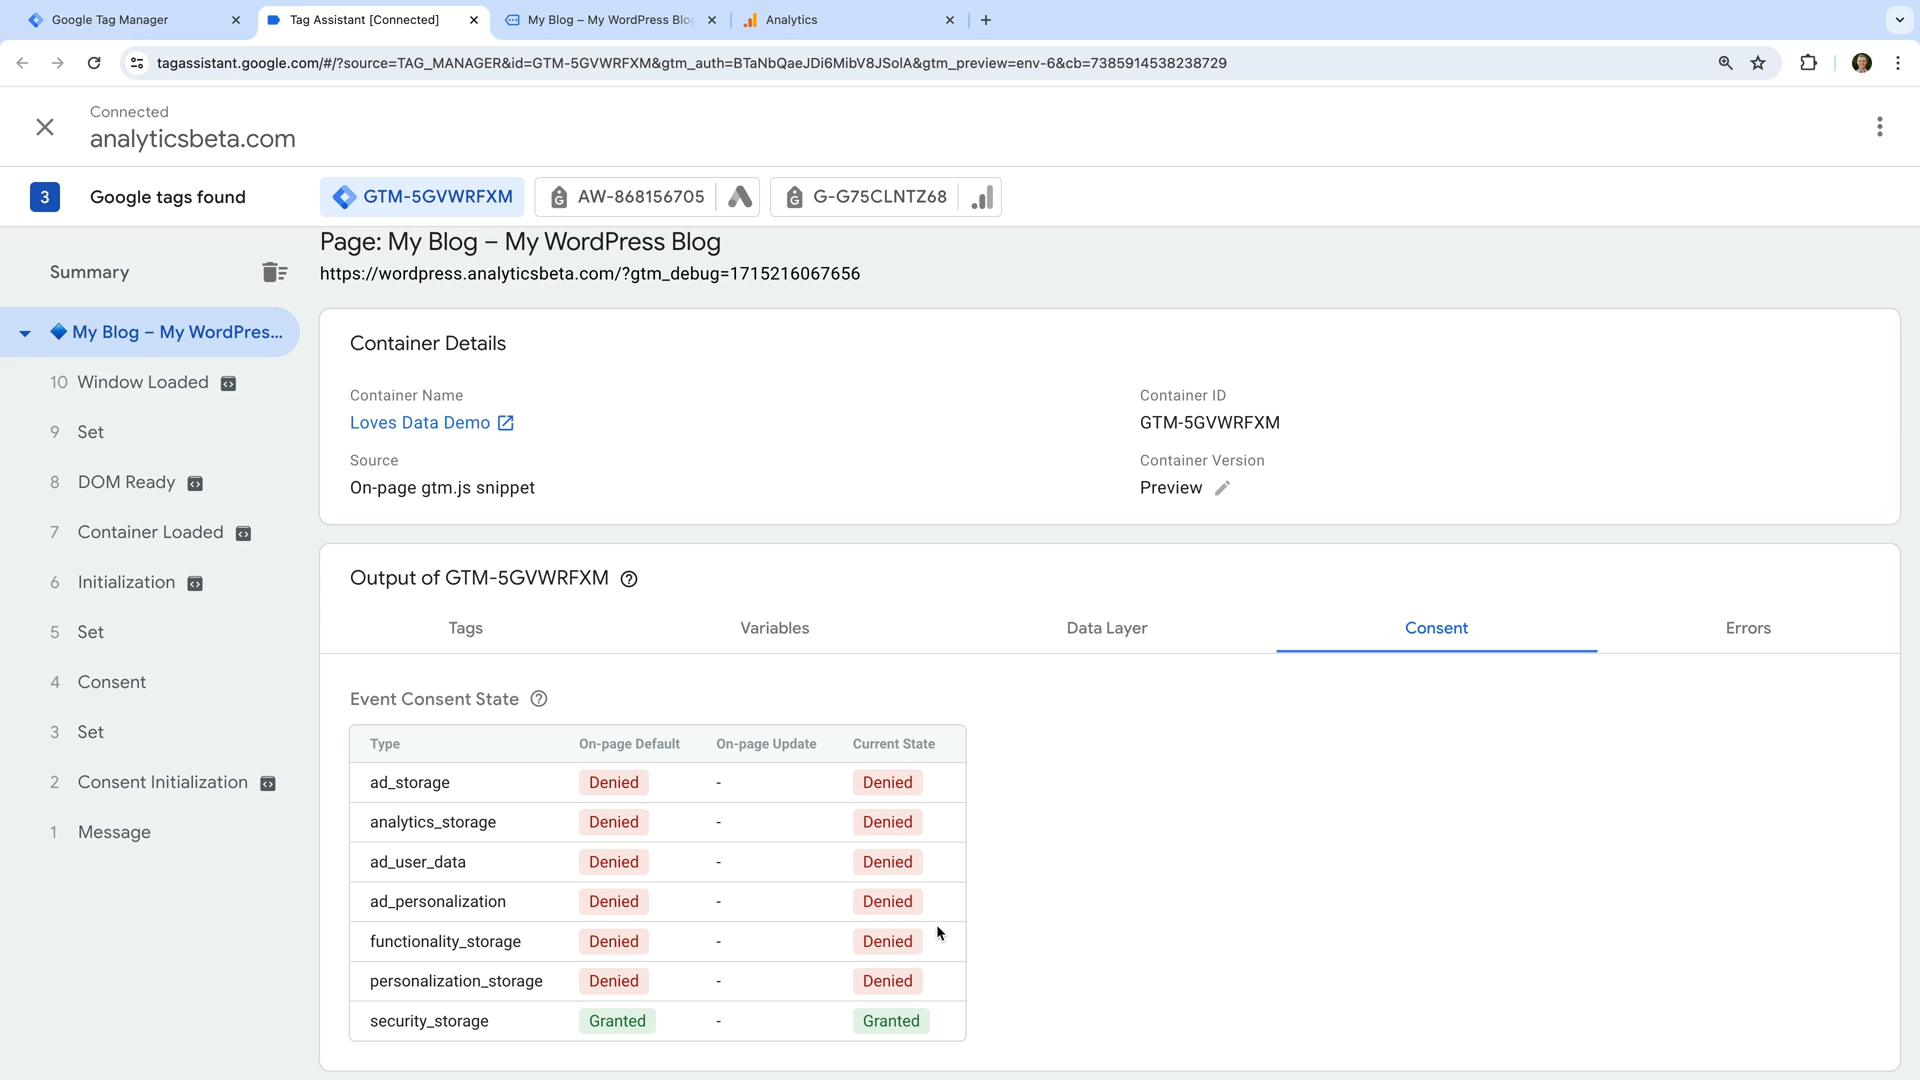 Google Tag Manager
Tag Assistant [Connected]
My Blog – My WordPress Blog
Analytics
tagassistant.google.com/#/?source=TAG_MANAGER&id=GTM-5GVWRFXM&gtm_auth=BTaNbQaeJDi6MibV8JSolA&gtm_preview=env-6&cb=7385914538238729
Connected
analyticsbeta.com
3 Google tags found
GTM-5GVWRFXM
AW-868156705
G-G75CLNTZ68
Summary
My Blog – My WordPres...
10 Window Loaded
9 Set
8 DOM Ready
7 Container Loaded
6 Initialization
5 Set
4 Consent
3 Set
2 Consent Initialization
1 Message
Page: My Blog – My WordPress Blog
https://wordpress.analyticsbeta.com/?gtm_debug=1715216067656
Container Details
Container Name
Loves Data Demo
Container ID
GTM-5GVWRFXM
Source
On-page gtm.js snippet
Container Version
Preview
Output of GTM-5GVWRFXM
Tags Variables Data Layer Consent Errors
Event Consent State
Type On-page Default On-page Update Current State
ad_storage Denied - Denied
analytics_storage Denied - Denied
ad_user_data Denied - Denied
ad_personalization Denied - Denied
functionality_storage Denied - Denied
personalization_storage Denied - Denied
security_storage Granted - Granted